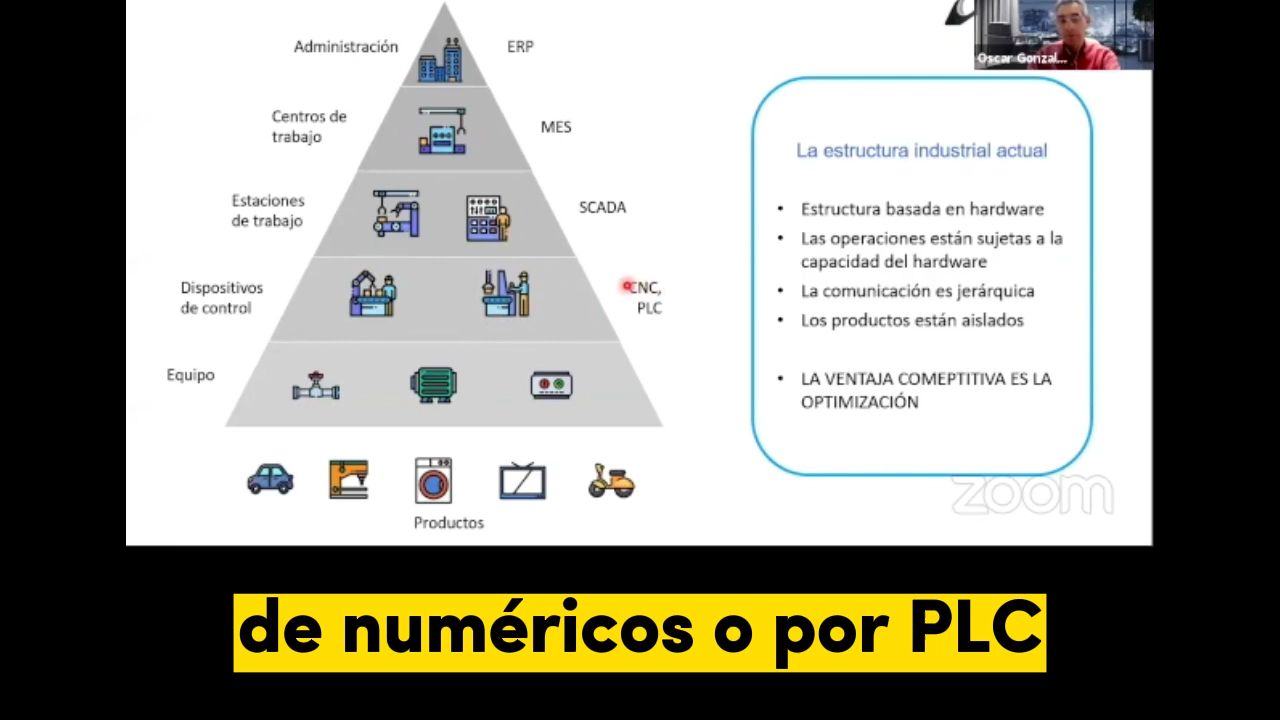 Administración
ERP
Oscar Gonzal...
Centros de
trabajo
MES
Estaciones
de trabajo
SCADA
Dispositivos
de control
CNC,
PLC
Equipo
Productos
La estructura industrial actual
• Estructura basada en hardware
• Las operaciones están sujetas a la
capacidad del hardware
• La comunicación es jerárquica
• Los productos están aislados
• LA VENTAJA COMEPTITIVA ES LA
OPTIMIZACIÓN
zoom
de numéricos o por PLC